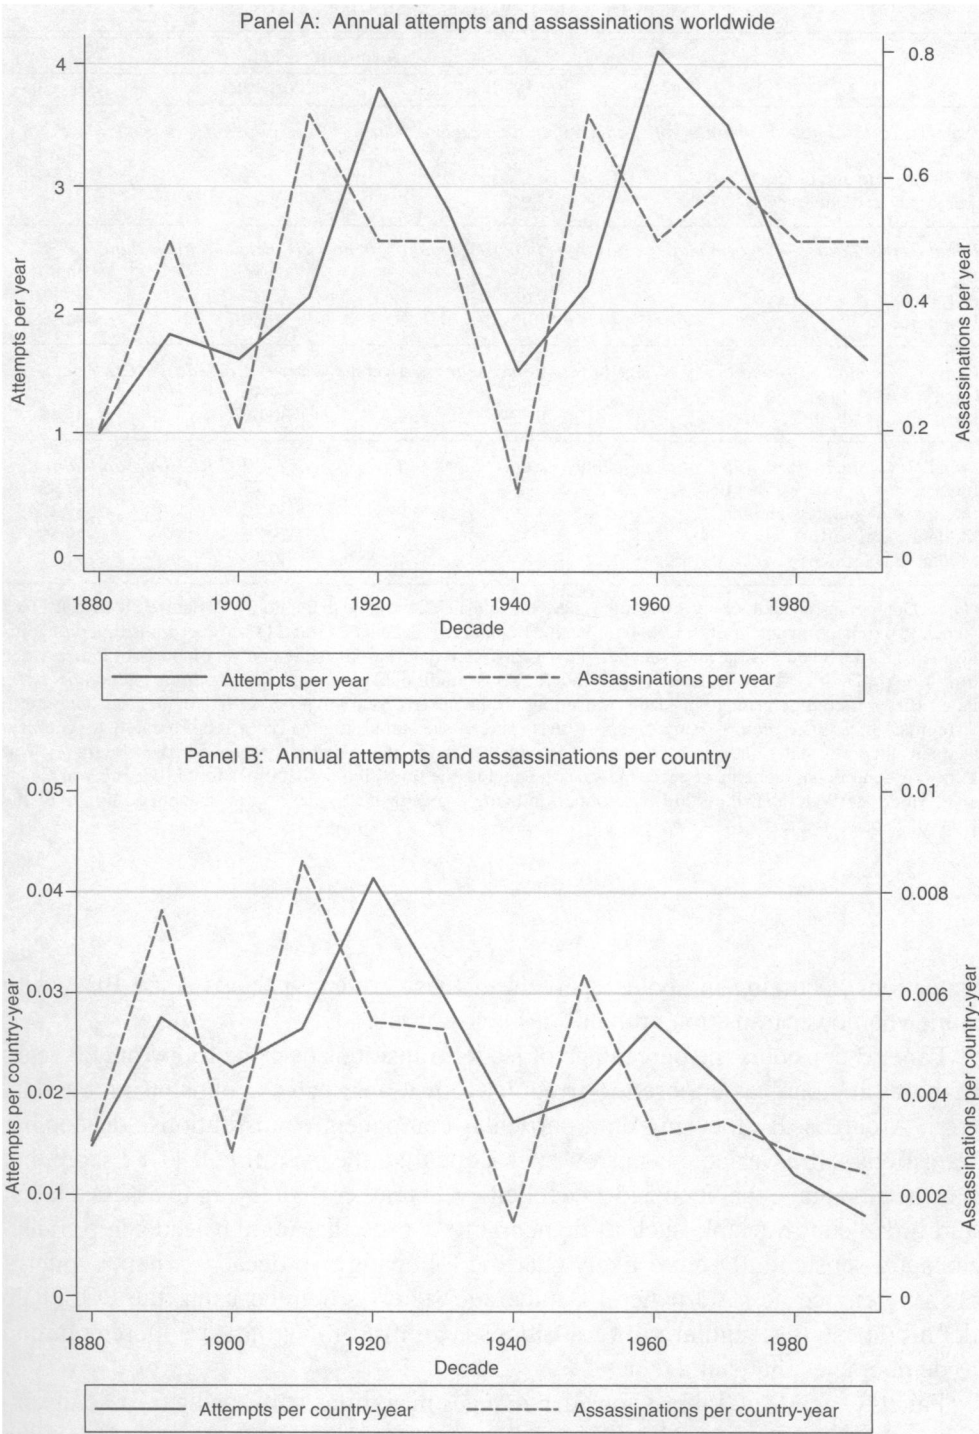 Panel A: Annual attempts and assassinations worldwide
4
3
2
1
0
Attempts per year
0.8
0.6
0.4
0.2
0
Assassinations per year
1880 1900 1920 1940 1960 1980
Decade
Attempts per year Assassinations per year
Panel B: Annual attempts and assassinations per country
0.05
0.04
0.03
0.02
0.01
0
Attempts per country-year
0.01
0.008
0.006
0.004
0.002
0
Assassinations per country-year
1880 1900 1920 1940 1960 1980
Decade
Attempts per country-year Assassinations per country-year